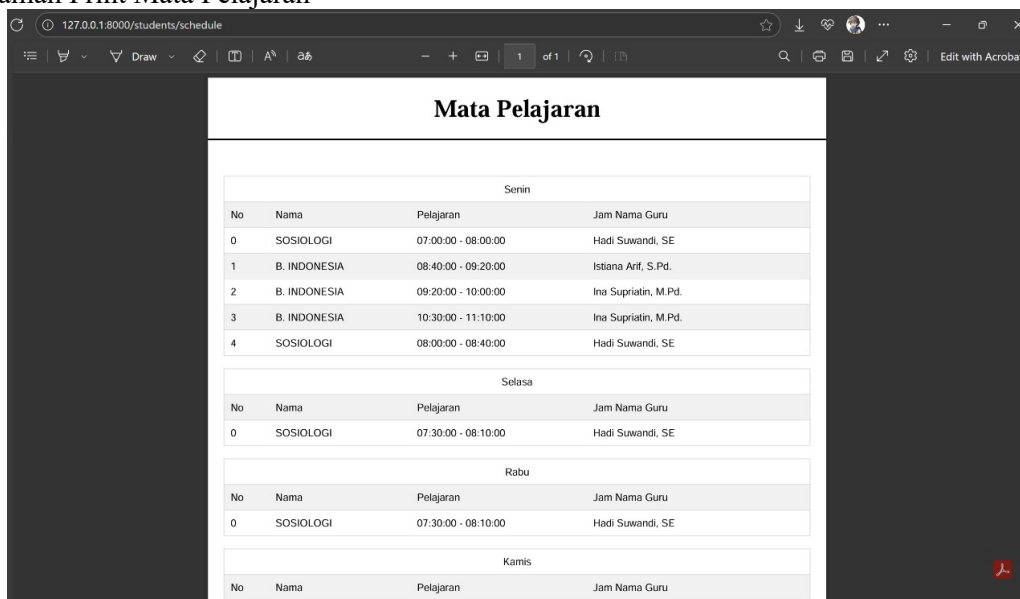 Print Mata Pelajaran
127.0.0.1:8000/students/schedule
Draw
A
aあ
1 of 1
Edit with Acroba
Mata Pelajaran
Senin
No Nama Pelajaran Jam Nama Guru
0 SOSIOLOGI 07:00:00 - 08:00:00 Hadi Suwandi, SE
1 B. INDONESIA 08:40:00 - 09:20:00 Istiana Arif, S.Pd.
2 B. INDONESIA 09:20:00 - 10:00:00 Ina Supriatin, M.Pd.
3 B. INDONESIA 10:30:00 - 11:10:00 Ina Supriatin, M.Pd.
4 SOSIOLOGI 08:00:00 - 08:40:00 Hadi Suwandi, SE
Selasa
No Nama Pelajaran Jam Nama Guru
0 SOSIOLOGI 07:30:00 - 08:10:00 Hadi Suwandi, SE
Rabu
No Nama Pelajaran Jam Nama Guru
0 SOSIOLOGI 07:30:00 - 08:10:00 Hadi Suwandi, SE
Kamis
No Nama Pelajaran Jam Nama Guru